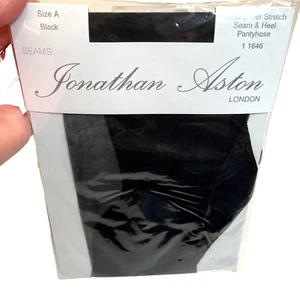 Size A
Black
Stretch
Seam & Heel
Pantyhose
1 1646
SEAMS
Jonathan Aston
LONDON